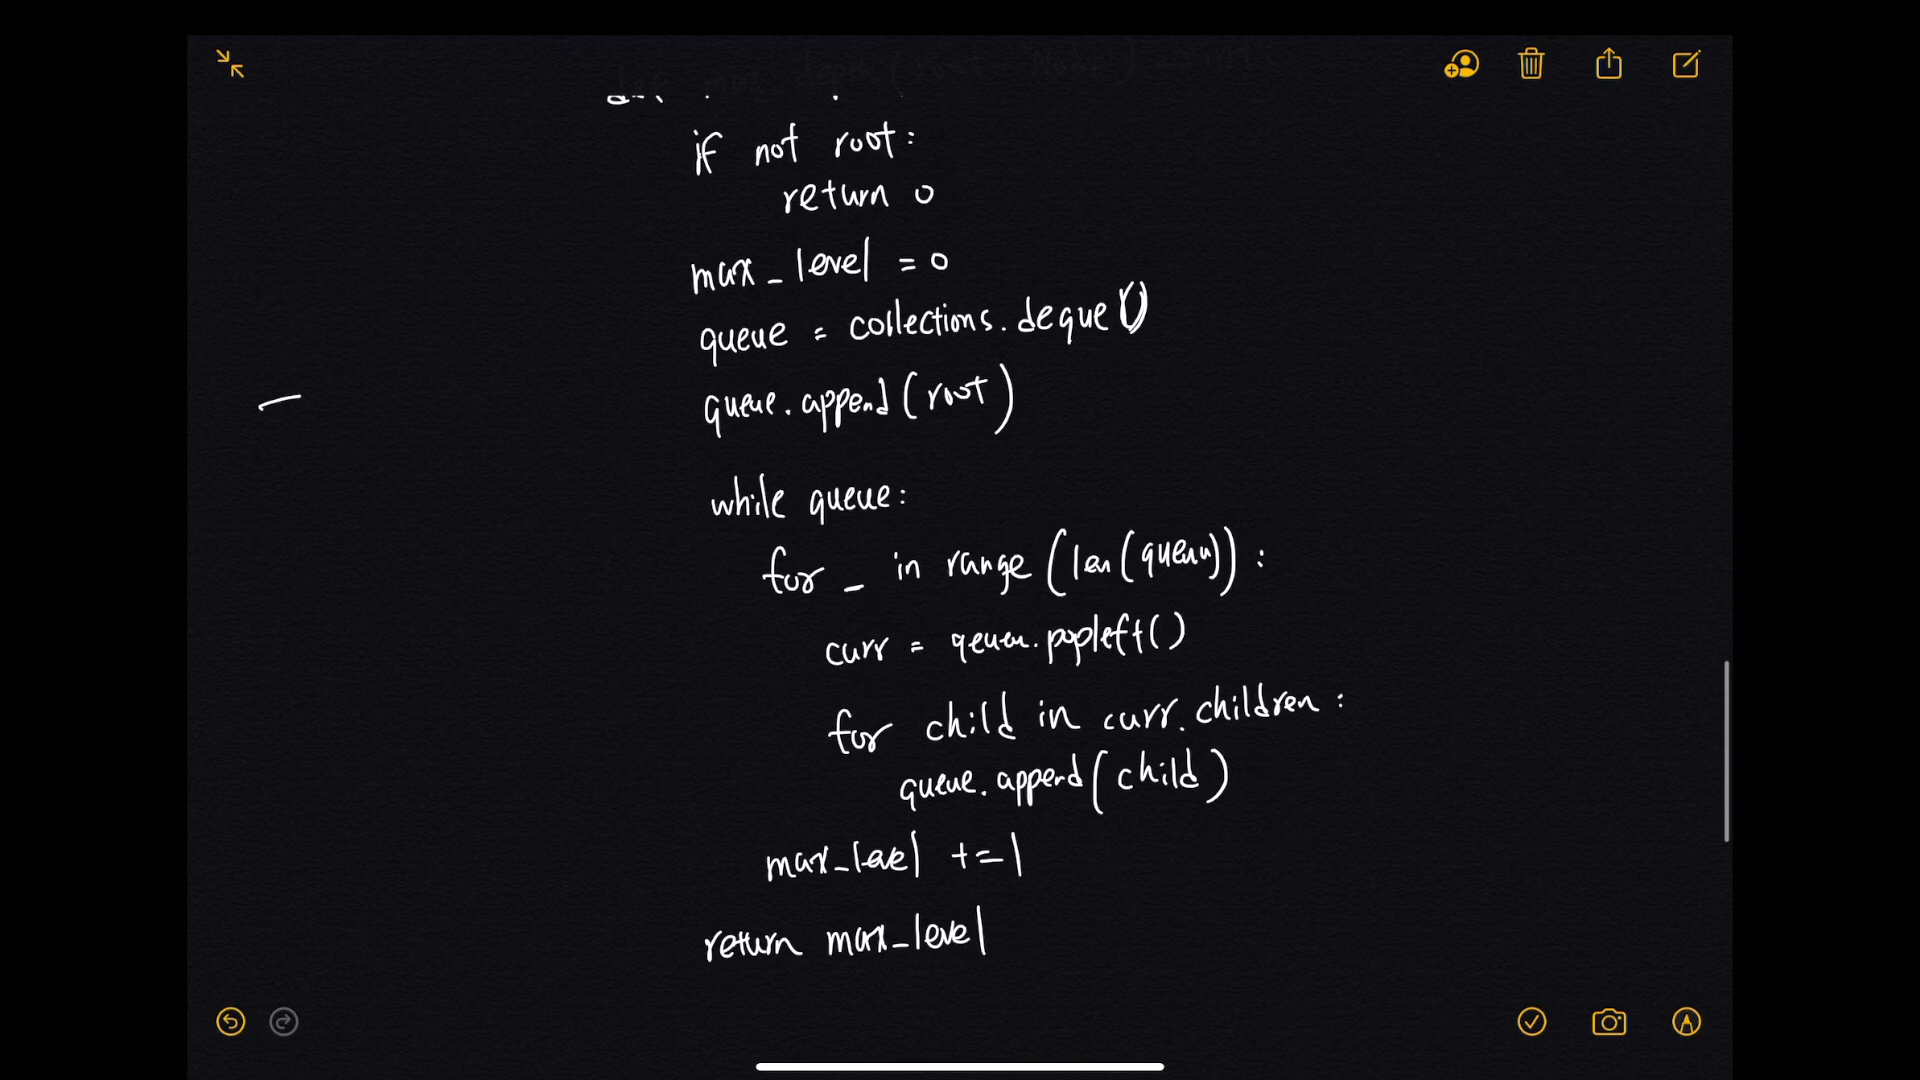 if not root:
return 0
max_level = 0
queue = collections.deque()
queue.append(root)
while queue:
for _ in range(len(queue)):
curr = queue.popleft()
for child in curr.children:
queue.append(child)
max_level +=1
return max_level